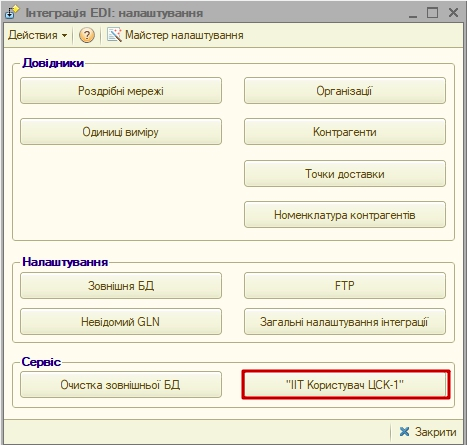 Інтеграція EDI: налаштування
Действия ? Майстер налаштування
Довідники
Роздрібні мережі Організації
Одиниці виміру Контрагенти
Точки доставки
Номенклатура контрагентів
Налаштування
Зовнішня БД FTP
Невідомий GLN Загальні налаштування інтеграції
Сервіс
Очистка зовнішньої БД "ІІТ Користувач ЦСК-1"
Закрити